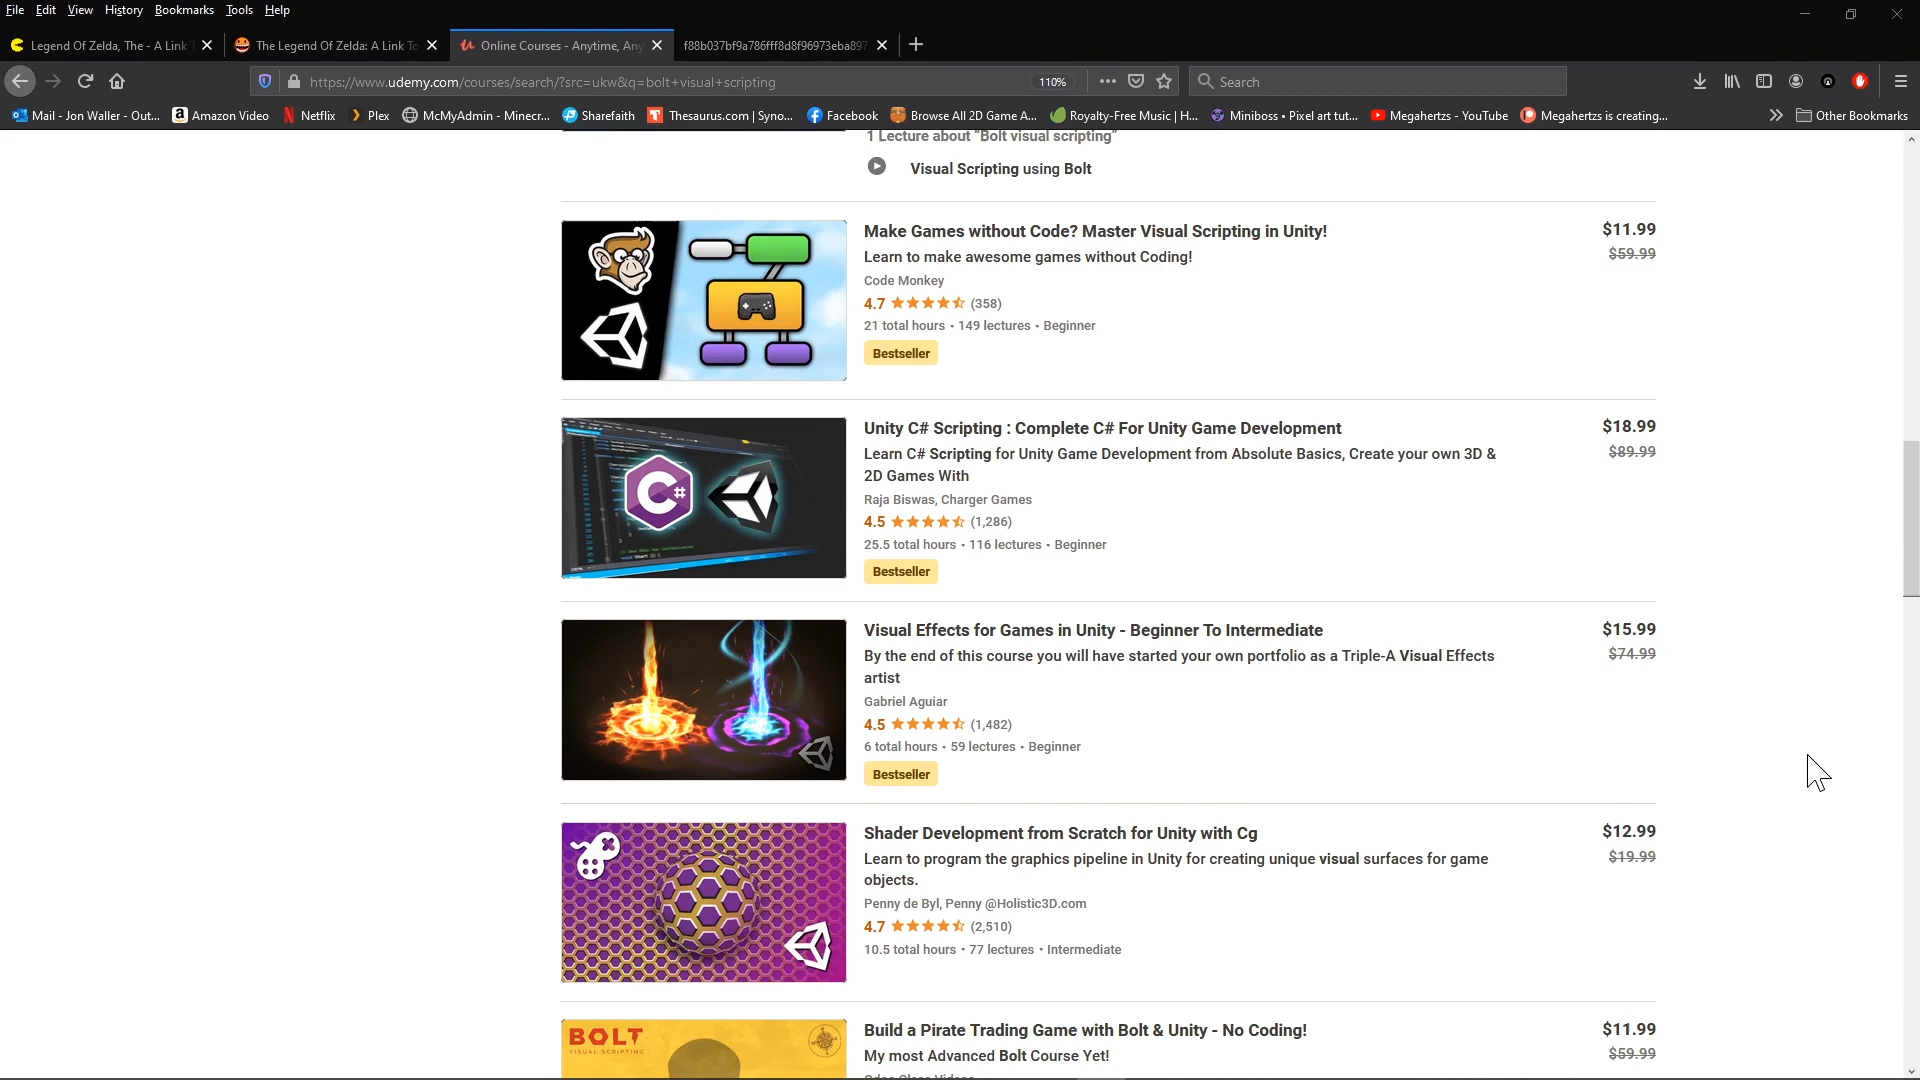 File Edit View History Bookmarks Tools Help
Legend Of Zelda, The - A Link
The Legend Of Zelda: A Link To
Online Courses - Anytime, Any
f88b037bf9a786fff8d8f96973eba897
https://www.udemy.com/courses/search/?src=ukw&q=bolt+visual+scripting
110%
Search
Mail - Jon Waller - Out... Amazon Video Netflix Plex McMyAdmin - Minecr... Sharefaith Thesaurus.com | Syno... Facebook Browse All 2D Game A... Royalty-Free Music | H... Miniboss • Pixel art tut... Megahertzs - YouTube Megahertzs is creating... Other Bookmarks
1 Lecture about "Bolt visual scripting"
Visual Scripting using Bolt
Make Games without Code? Master Visual Scripting in Unity!
$11.99
Learn to make awesome games without Coding!
$59.99
Code Monkey
4.7 (358)
21 total hours • 149 lectures • Beginner
Bestseller
C#
Unity C# Scripting : Complete C# For Unity Game Development
$18.99
Learn C# Scripting for Unity Game Development from Absolute Basics, Create your own 3D &
$89.99
2D Games With
Raja Biswas, Charger Games
4.5 (1,286)
25.5 total hours • 116 lectures • Beginner
Bestseller
Visual Effects for Games in Unity - Beginner To Intermediate
$15.99
By the end of this course you will have started your own portfolio as a Triple-A Visual Effects
$74.99
artist
Gabriel Aguiar
4.5 (1,482)
6 total hours • 59 lectures • Beginner
Bestseller
Shader Development from Scratch for Unity with Cg
$12.99
Learn to program the graphics pipeline in Unity for creating unique visual surfaces for game
$19.99
objects.
Penny de Byl, Penny @Holistic3D.com
4.7 (2,510)
10.5 total hours • 77 lectures • Intermediate
BOLT
VISUAL SCRIPTING
Build a Pirate Trading Game with Bolt & Unity - No Coding!
$11.99
My most Advanced Bolt Course Yet!
$59.99